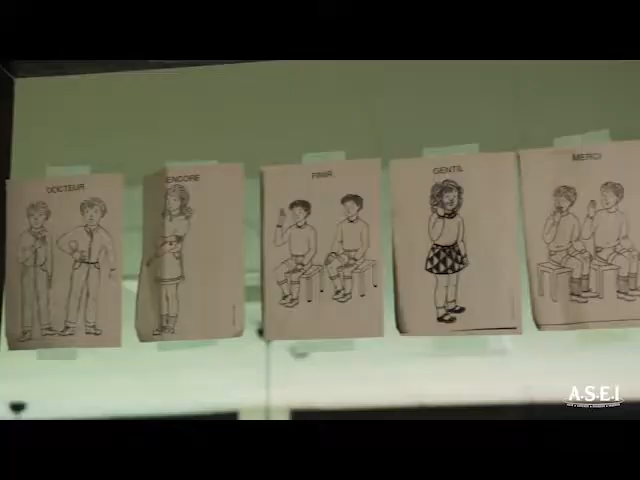 DOCTEUR
ENCORE
FINIR
GENTIL
MERCI
A·S·E·I